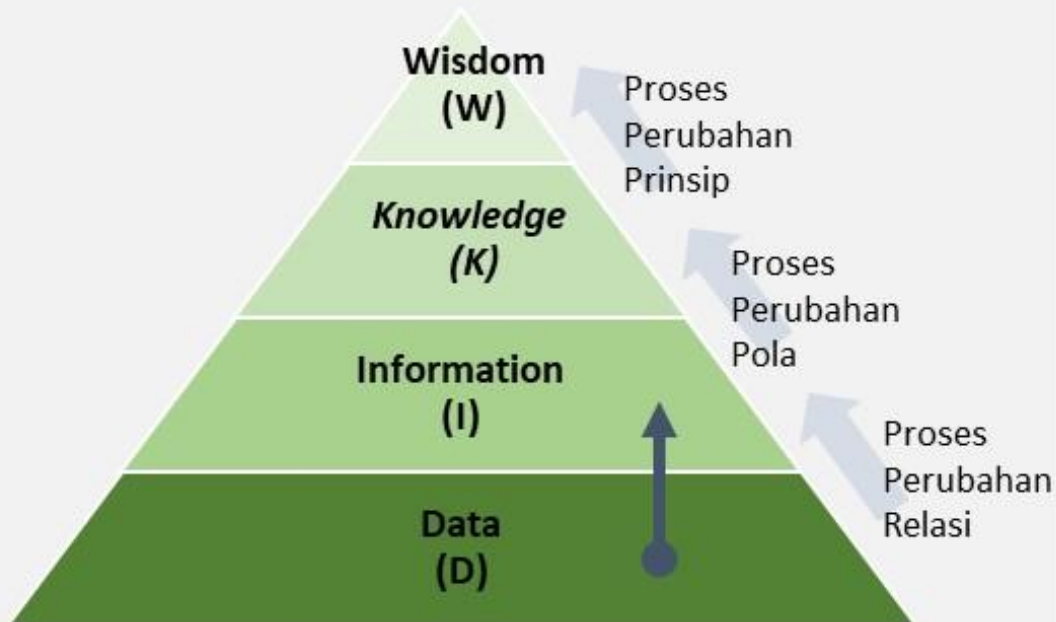 Wisdom
(W)
Proses
Perubahan
Prinsip
Knowledge
(K)
Proses
Perubahan
Pola
Information
(I)
Proses
Perubahan
Relasi
Data
(D)